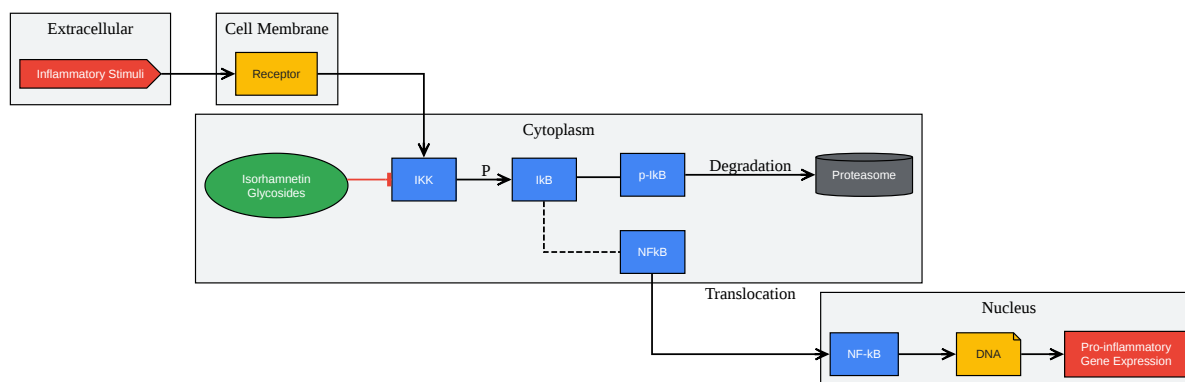 Extracellular
Inflammatory Stimuli
Cell Membrane
Receptor
Cytoplasm
Isorhamnetin
Glycosides
IKK
P
IkB
p-IkB
Degradation
Proteasome
NFkB
Translocation
Nucleus
NF-kB
DNA
Pro-inflammatory
Gene Expression